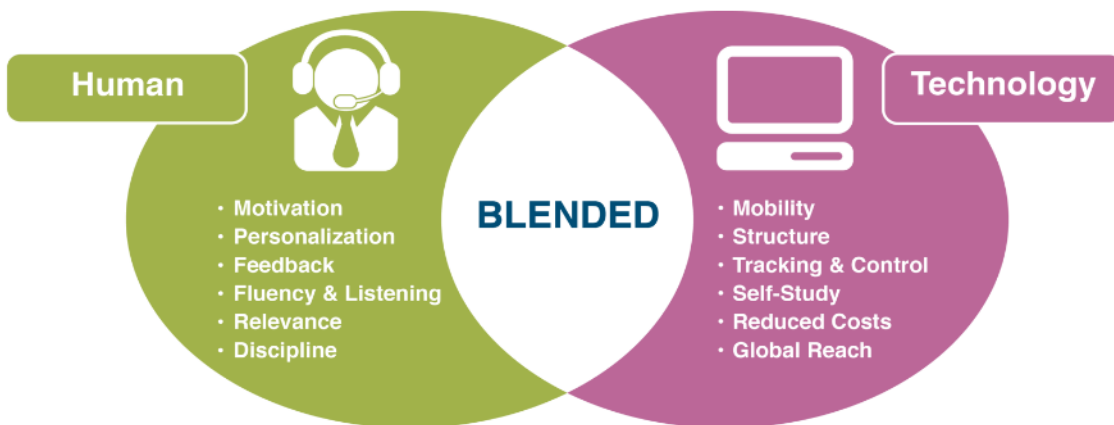 Human
· Motivation
· Personalization
· Feedback
· Fluency & Listening
· Relevance
· Discipline
BLENDED
Technology
· Mobility
· Structure
· Tracking & Control
· Self-Study
· Reduced Costs
· Global Reach